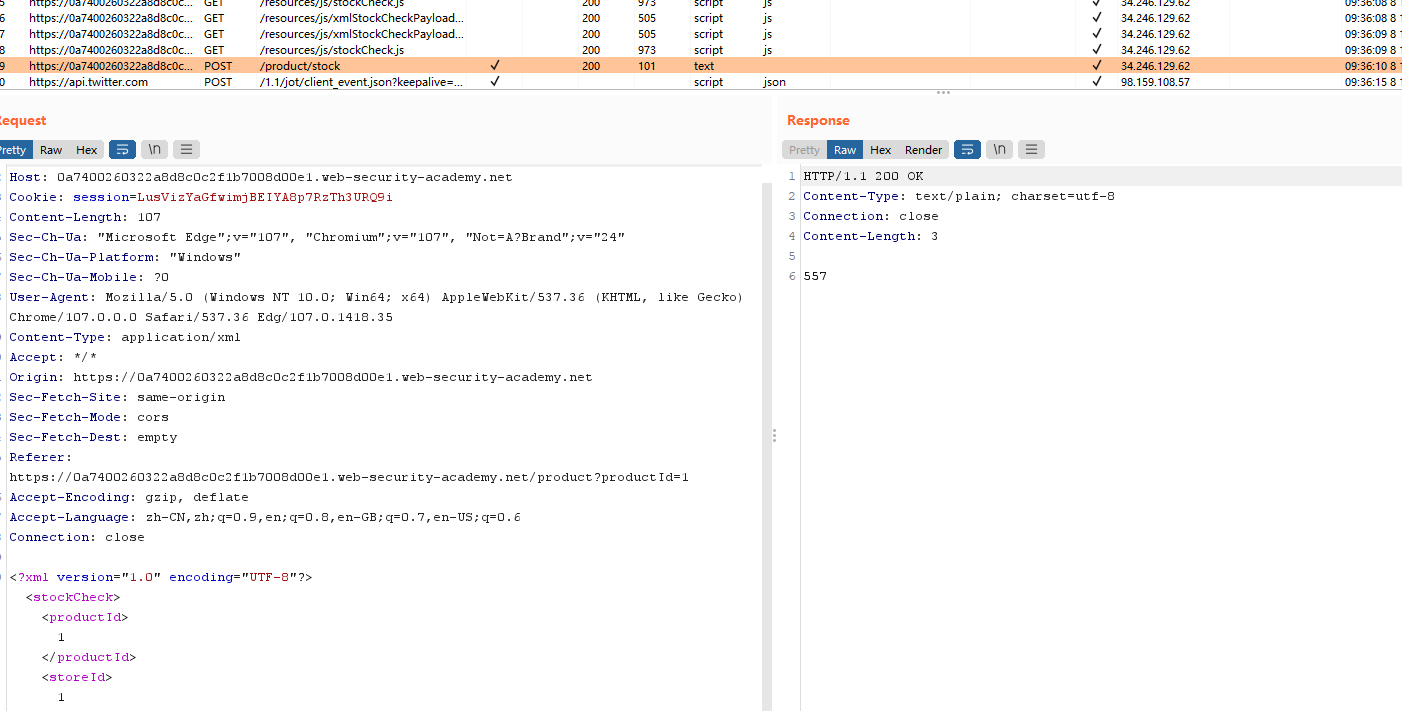 5 https://0a7400260322a8d8c0c... GET /resources/js/stockCheck.js 200 973 script js ✓ 34.246.129.62 09:36:08 8 1
6 https://0a7400260322a8d8c0c... GET /resources/js/xmlStockCheckPayload... 200 505 script js ✓ 34.246.129.62 09:36:08 8 1
7 https://0a7400260322a8d8c0c... GET /resources/js/xmlStockCheckPayload... 200 505 script js ✓ 34.246.129.62 09:36:09 8 1
8 https://0a7400260322a8d8c0c... GET /resources/js/stockCheck.js 200 973 script js ✓ 34.246.129.62 09:36:09 8 1
9 https://0a7400260322a8d8c0c... POST /product/stock ✓ 200 101 text ✓ 34.246.129.62 09:36:10 8 1
0 https://api.twitter.com POST /1.1/jot/client_event.json?keepalive=... ✓ script json ✓ 98.159.108.57 09:36:15 8 1
Request
Pretty Raw Hex \n
Host: 0a7400260322a8d8c0c2f1b7008d00e1.web-security-academy.net
Cookie: session=LusVizYaGfwimjBEIYA8p7RzTh3URQ9i
Content-Length: 107
Sec-Ch-Ua: "Microsoft Edge";v="107", "Chromium";v="107", "Not=A?Brand";v="24"
Sec-Ch-Ua-Platform: "Windows"
Sec-Ch-Ua-Mobile: ?0
User-Agent: Mozilla/5.0 (Windows NT 10.0; Win64; x64) AppleWebKit/537.36 (KHTML, like Gecko)
Chrome/107.0.0.0 Safari/537.36 Edg/107.0.1418.35
Content-Type: application/xml
Accept: */*
Origin: https://0a7400260322a8d8c0c2f1b7008d00e1.web-security-academy.net
Sec-Fetch-Site: same-origin
Sec-Fetch-Mode: cors
Sec-Fetch-Dest: empty
Referer:
https://0a7400260322a8d8c0c2f1b7008d00e1.web-security-academy.net/product?productId=1
Accept-Encoding: gzip, deflate
Accept-Language: zh-CN,zh;q=0.9,en;q=0.8,en-GB;q=0.7,en-US;q=0.6
Connection: close
<?xml version="1.0" encoding="UTF-8"?>
<stockCheck>
<productId>
1
</productId>
<storeId>
1
Response
Pretty Raw Hex Render \n
1 HTTP/1.1 200 OK
2 Content-Type: text/plain; charset=utf-8
3 Connection: close
4 Content-Length: 3
5
6 557